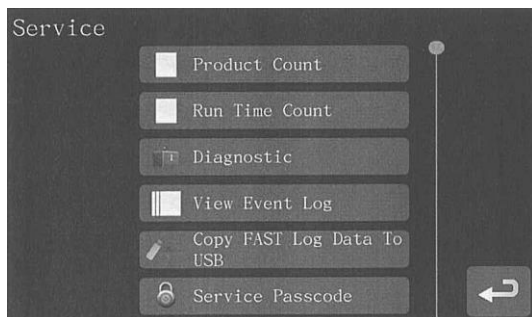 Service
Product Count
Run Time Count
Diagnostic
View Event Log
Copy FAST Log Data To
USB
Service Passcode